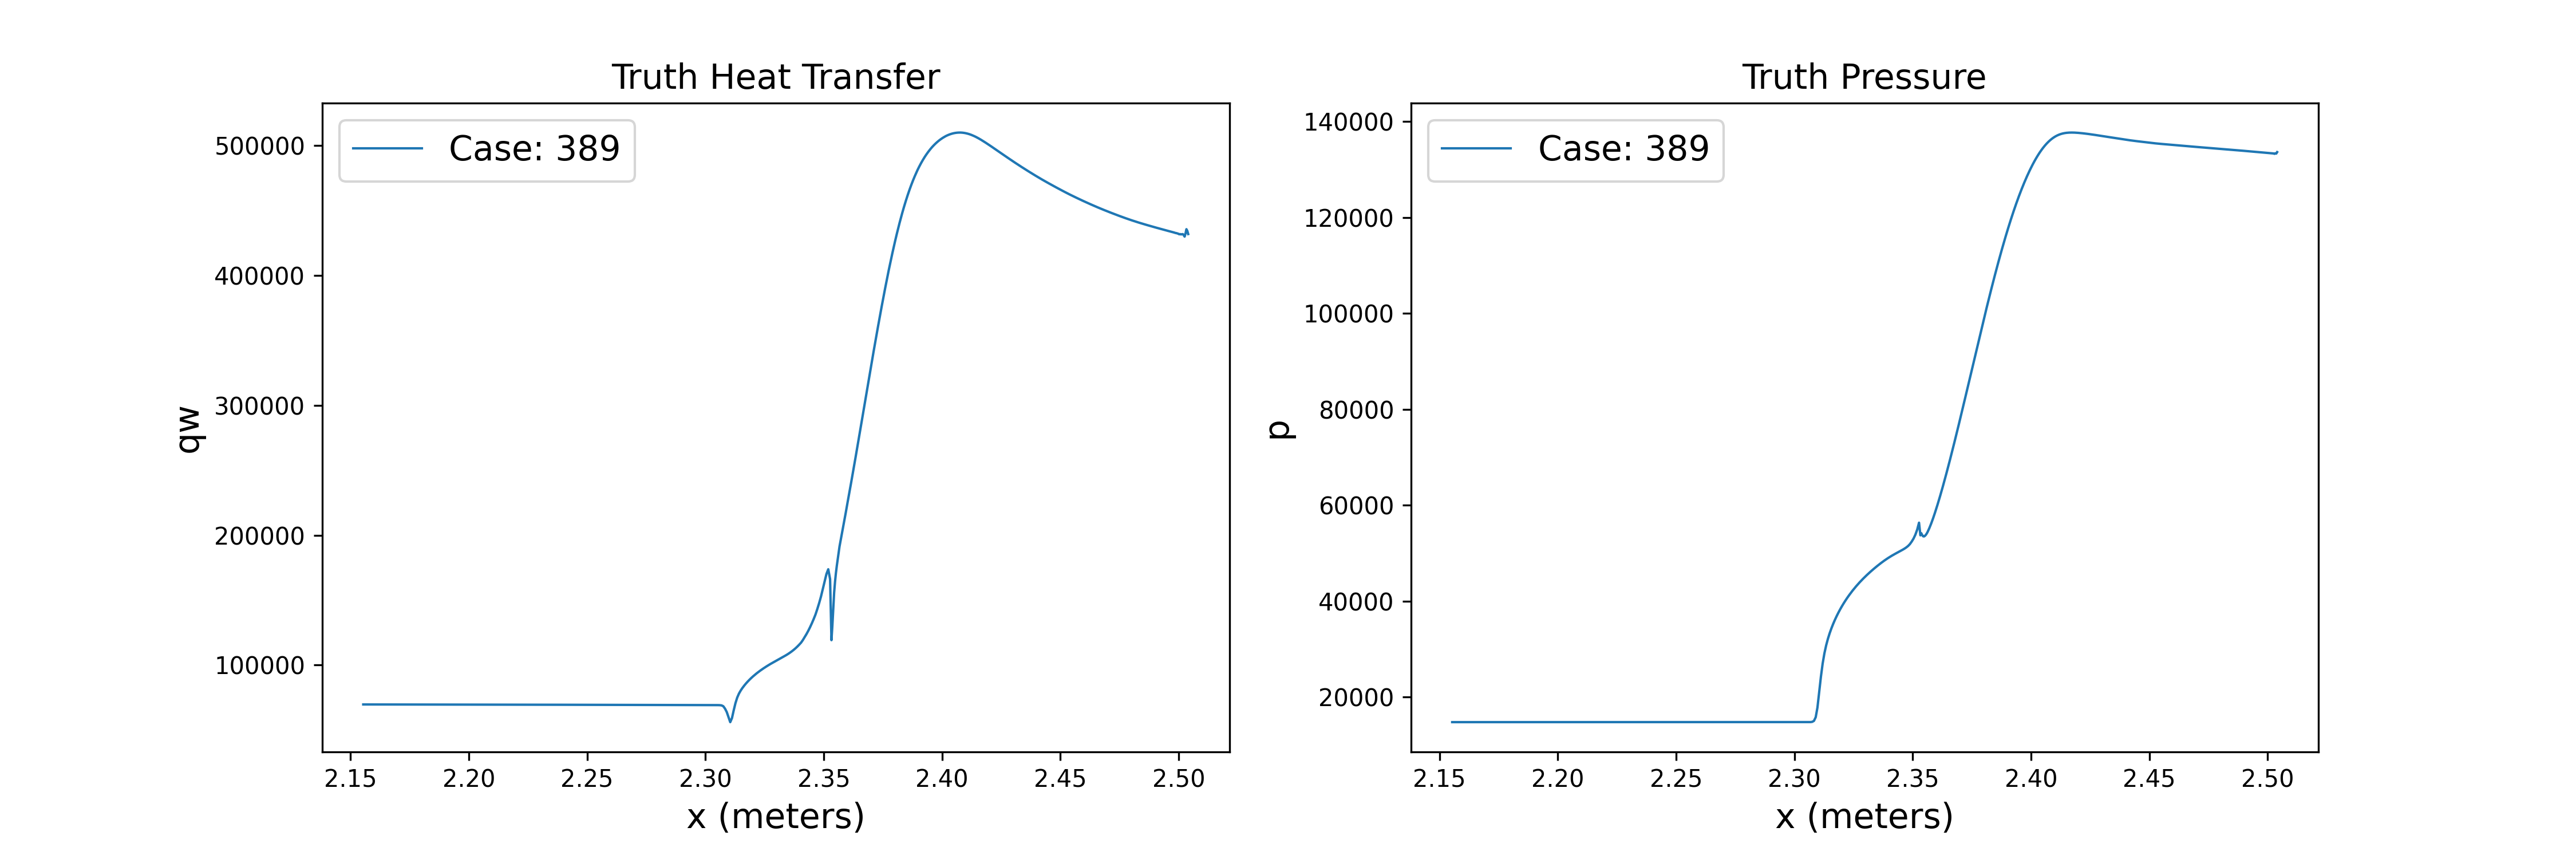 Truth Heat Transfer
Case: 389
500000
400000
300000
200000
100000
qw
2.15 2.20 2.25 2.30 2.35 2.40 2.45 2.50
x (meters)
Truth Pressure
Case: 389
140000
120000
100000
80000
60000
40000
20000
p
2.15 2.20 2.25 2.30 2.35 2.40 2.45 2.50
x (meters)